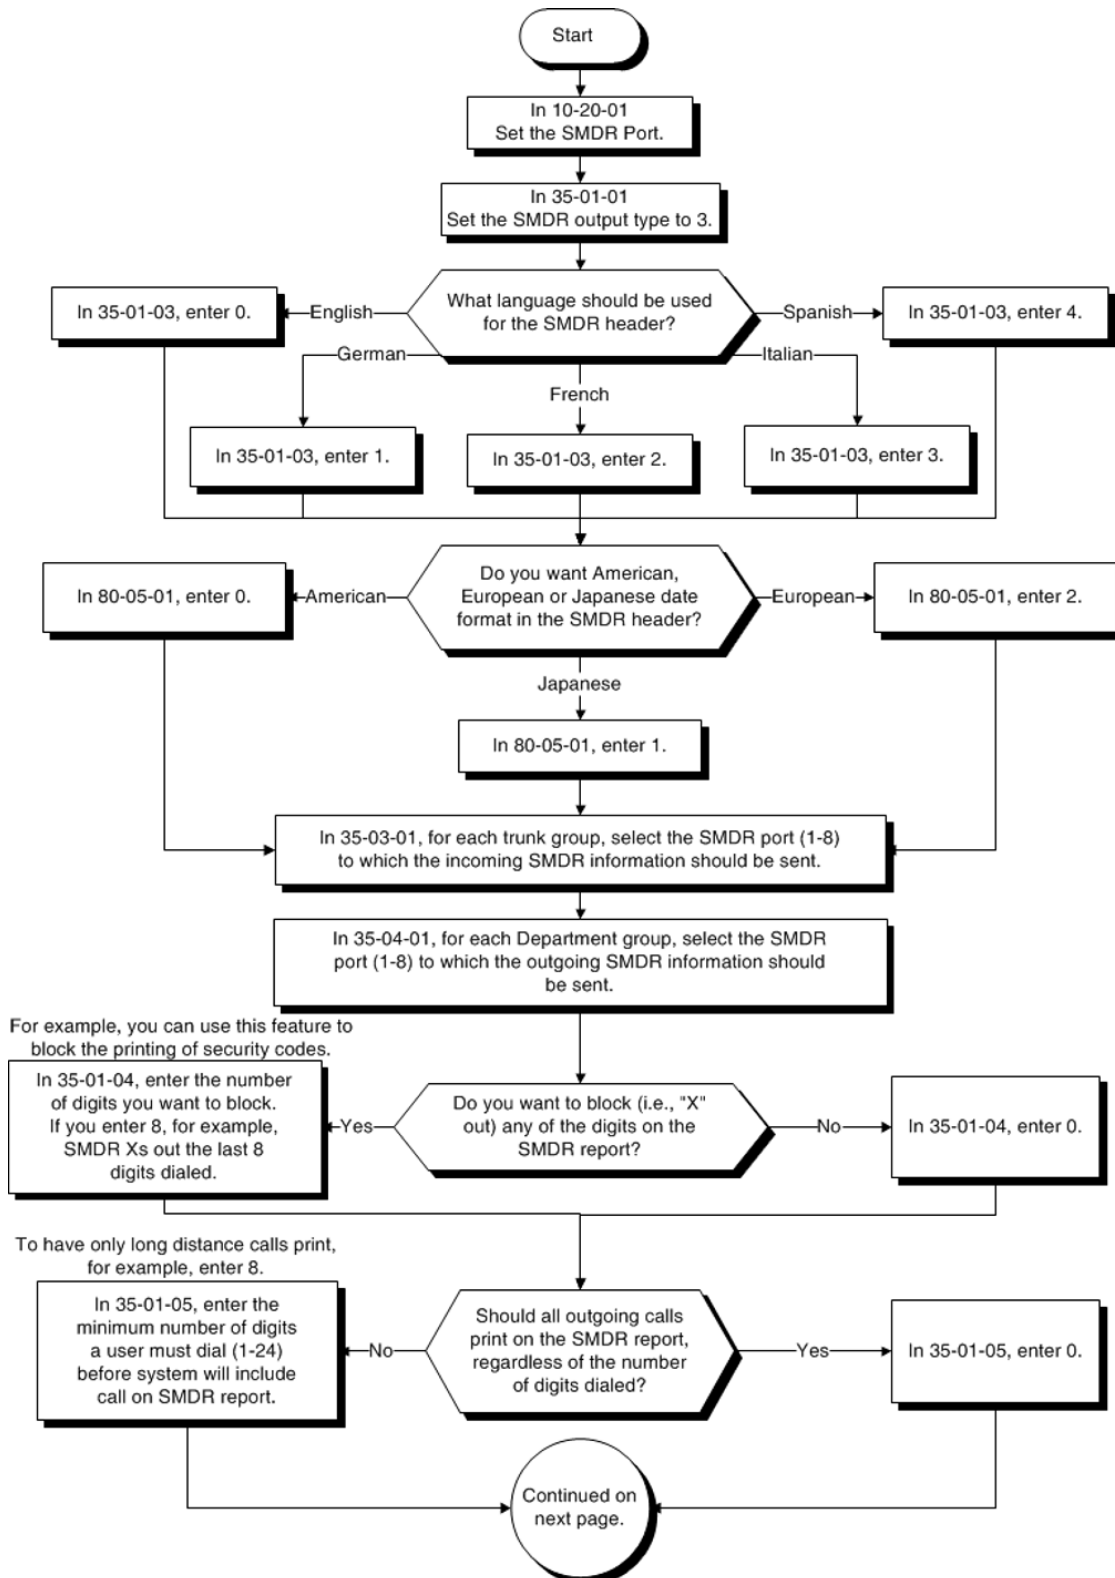 Start
In 10-20-01
Set the SMDR Port.
In 35-01-01
Set the SMDR output type to 3.
What language should be used
for the SMDR header?
English
In 35-01-03, enter 0.
Spanish
In 35-01-03, enter 4.
German
Italian
French
In 35-01-03, enter 1.
In 35-01-03, enter 2.
In 35-01-03, enter 3.
Do you want American,
European or Japanese date
format in the SMDR header?
American
In 80-05-01, enter 0.
European
In 80-05-01, enter 2.
Japanese
In 80-05-01, enter 1.
In 35-03-01, for each trunk group, select the SMDR port (1-8)
to which the incoming SMDR information should be sent.
In 35-04-01, for each Department group, select the SMDR
port (1-8) to which the outgoing SMDR information should
be sent.
For example, you can use this feature to
block the printing of security codes.
In 35-01-04, enter the number
of digits you want to block.
If you enter 8, for example,
SMDR Xs out the last 8
digits dialed.
Yes
Do you want to block (i.e., "X"
out) any of the digits on the
SMDR report?
No
In 35-01-04, enter 0.
To have only long distance calls print,
for example, enter 8.
In 35-01-05, enter the
minimum number of digits
a user must dial (1-24)
before system will include
call on SMDR report.
No
Should all outgoing calls
print on the SMDR report,
regardless of the number
of digits dialed?
Yes
In 35-01-05, enter 0.
Continued on
next page.